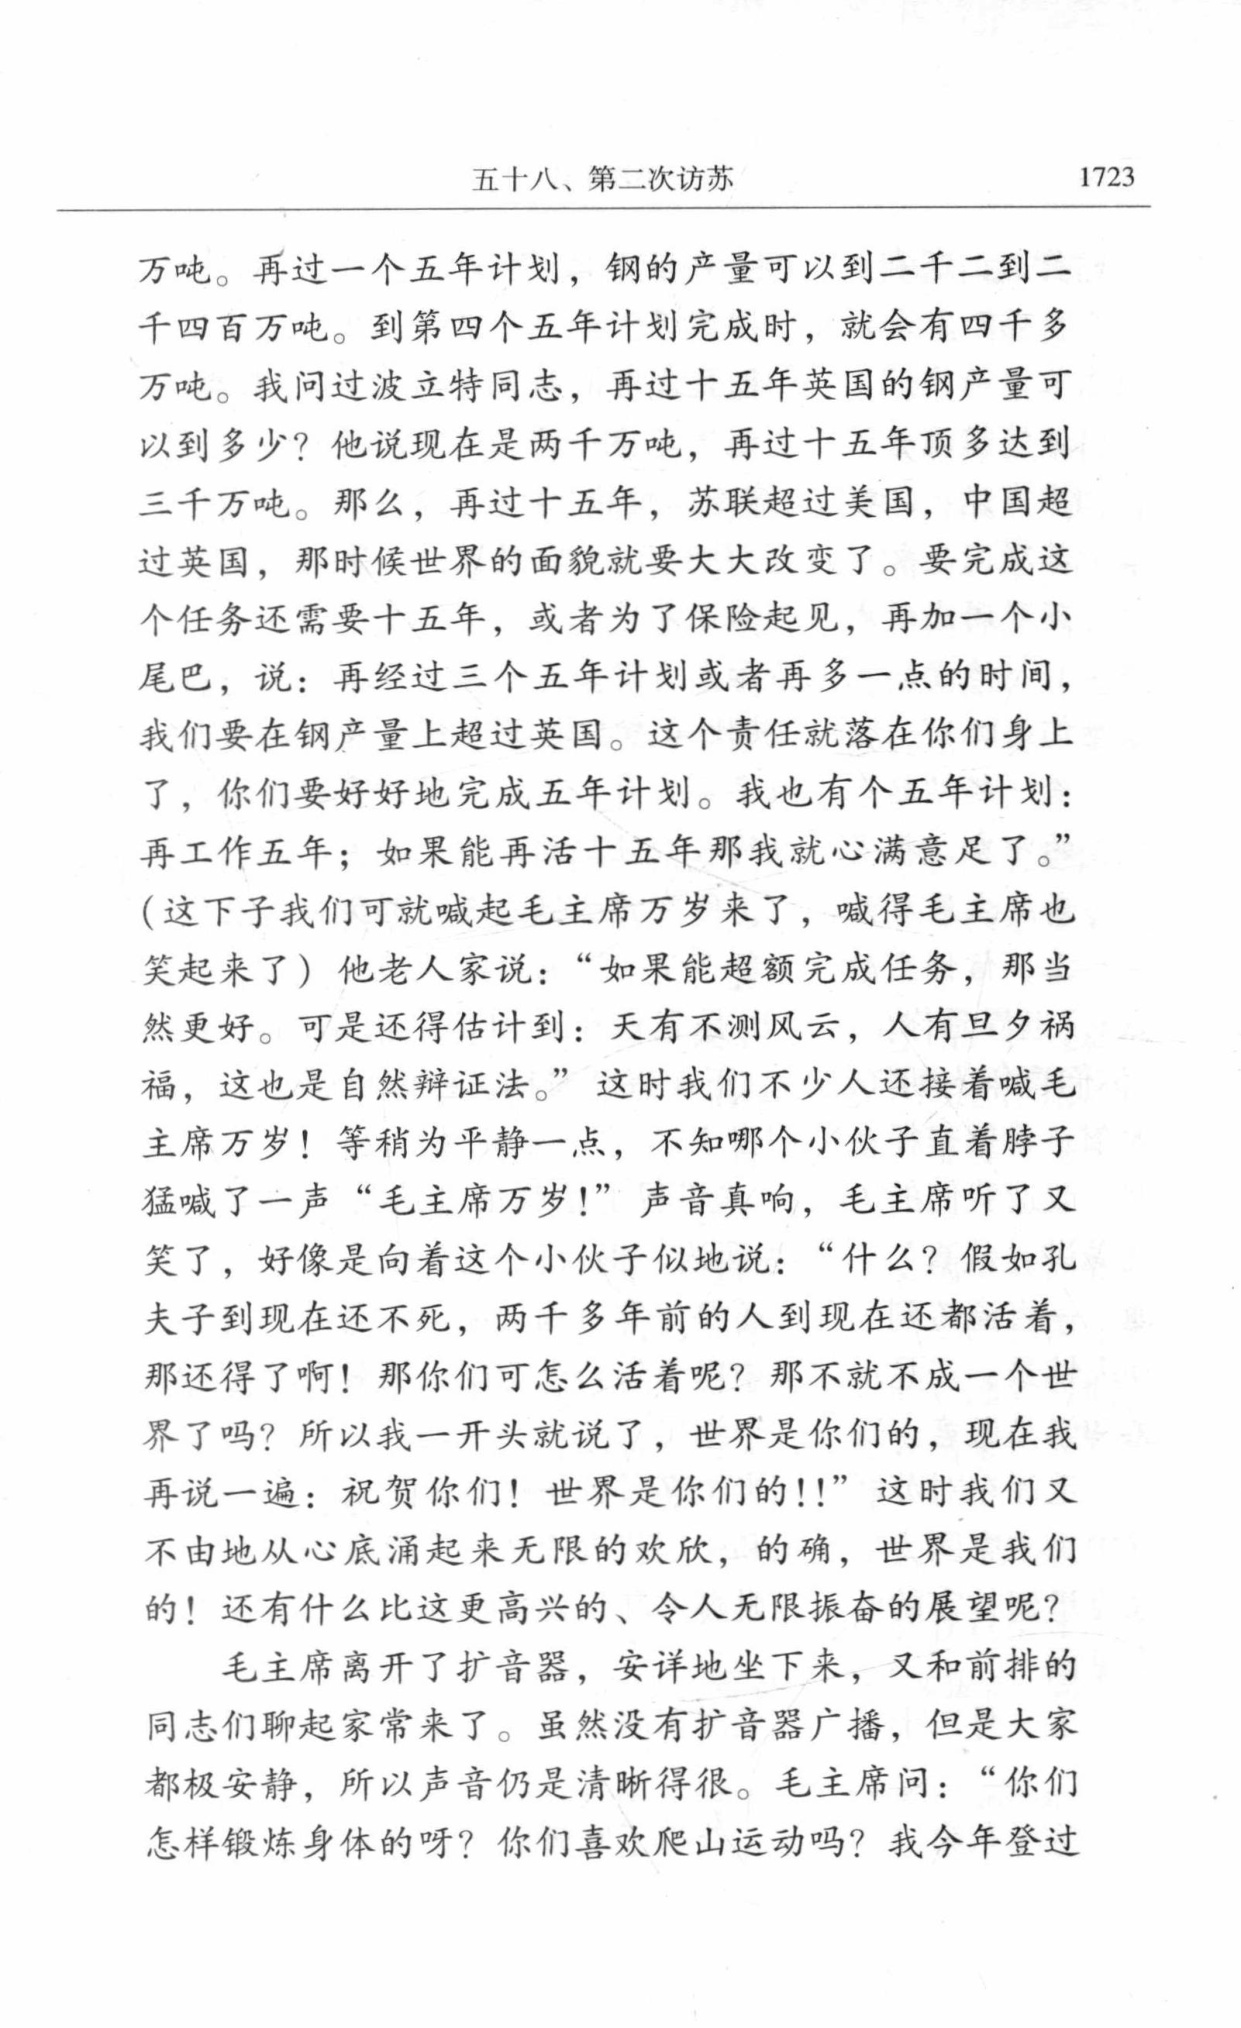 五十八、第二次访苏 1723
万吨。再过一个五年计划，钢的产量可以到二千二到二
千四百万吨。到第四个五年计划完成时，就会有四千多
万吨。我问过波立特同志，再过十五年英国的钢产量可
以到多少？他说现在是两千万吨，再过十五年顶多达到
三千万吨。那么，再过十五年，苏联超过美国，中国超
过英国，那时候世界的面貌就要大大改变了。要完成这
个任务还需要十五年，或者为了保险起见，再加一个小
尾巴，说：再经过三个五年计划或者再多一点的时间，
我们要在钢产量上超过英国。这个责任就落在你们身上
了，你们要好好地完成五年计划。我也有个五年计划：
再工作五年；如果能再活十五年那我就心满意足了。”
（这下子我们可就喊起毛主席万岁来了，喊得毛主席也
笑起来了）他老人家说：“如果能超额完成任务，那当
然更好。可是还得估计到：天有不测风云，人有旦夕祸
福，这也是自然辩证法。”这时我们不少人还接着喊毛
主席万岁！等稍为平静一点，不知哪个小伙子直着脖子
猛喊了一声“毛主席万岁！”声音真响，毛主席听了又
笑了，好像是向着这个小伙子似地说：“什么？假如孔
夫子到现在还不死，两千多年前的人到现在还都活着，
那还得了啊！那你们可怎么活着呢？那不就不成一个世
界了吗？所以我一开头就说了，世界是你们的，现在我
再说一遍：祝贺你们！世界是你们的！！”这时我们又
不由地从心底涌起来无限的欢欣，的确，世界是我们
的！还有什么比这更高兴的、令人无限振奋的展望呢？
毛主席离开了扩音器，安详地坐下来，又和前排的
同志们聊起家常来了。虽然没有扩音器广播，但是大家
都极安静，所以声音仍是清晰得很。毛主席问：“你们
怎样锻炼身体的呀？你们喜欢爬山运动吗？我今年登过